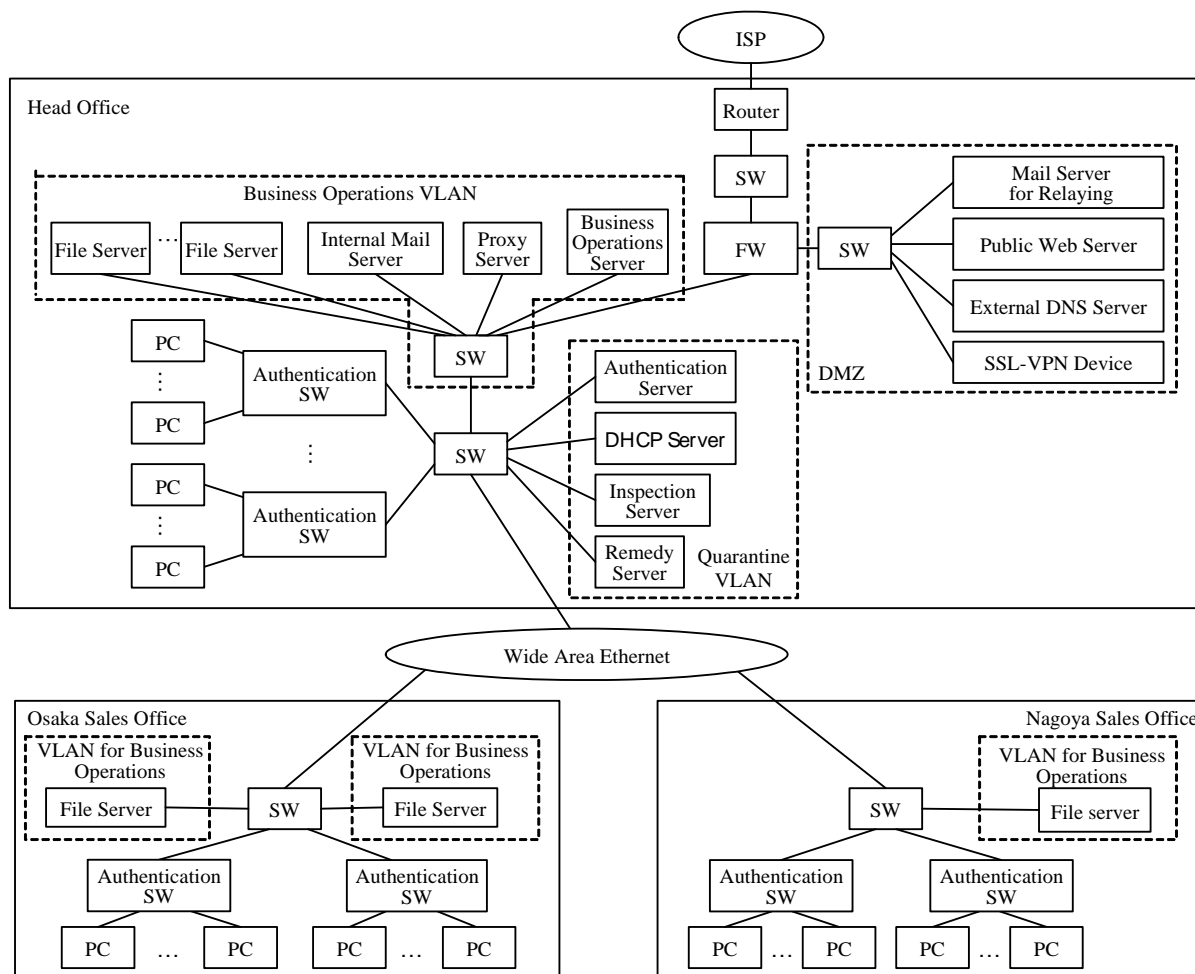 ISP
Head Office
Router
SW
Business Operations VLAN
File Server
…
File Server
Internal Mail
Server
Proxy
Server
Business
Operations
Server
FW
SW
Mail Server
for Relaying
Public Web Server
External DNS Server
SSL-VPN Device
DMZ
SW
PC
⋮
PC
Authentication
SW
⋮
PC
⋮
PC
Authentication
SW
SW
Authentication
Server
DHCP Server
Inspection
Server
Remedy
Server
Quarantine
VLAN
Wide Area Ethernet
Osaka Sales Office
VLAN for Business
Operations
File Server
SW
VLAN for Business
Operations
File Server
Authentication
SW
Authentication
SW
PC
…
PC
PC
…
PC
Nagoya Sales Office
VLAN for Business
Operations
SW
File server
Authentication
SW
Authentication
SW
PC
…
PC
PC
…
PC